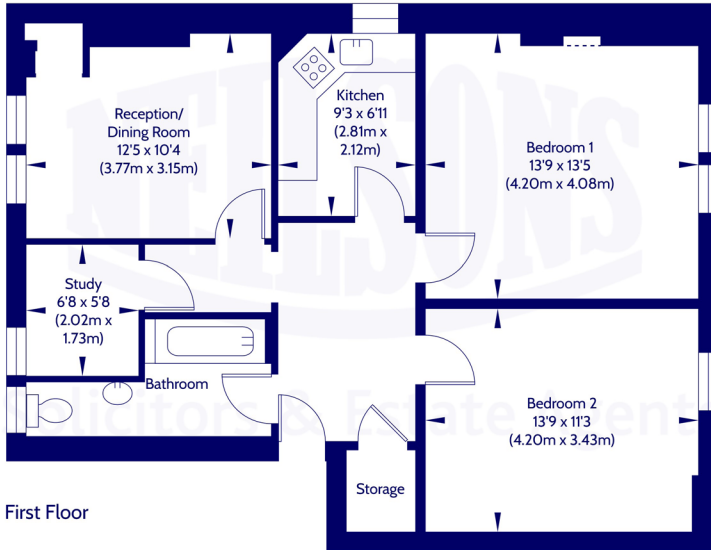 NEILSONS
Solicitors & Estate Agents
Reception/
Dining Room
12'5 x 10'4
(3.77m x 3.15m)
Kitchen
9'3 x 6'11
(2.81m x
2.12m)
Bedroom 1
13'9 x 13'5
(4.20m x 4.08m)
Study
6'8 x 5'8
(2.02m x
1.73m)
Bathroom
Bedroom 2
13'9 x 11'3
(4.20m x 3.43m)
Storage
First Floor